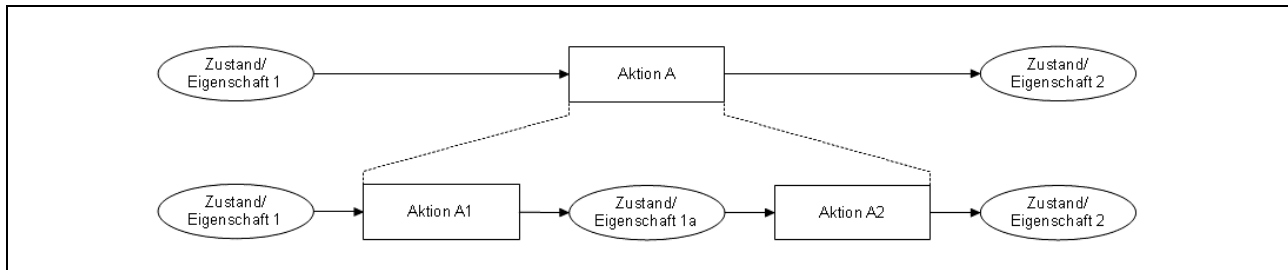 Zustand/
Eigenschaft 1
Aktion A
Zustand/
Eigenschaft 2
Zustand/
Eigenschaft 1
Aktion A1
Zustand/
Eigenschaft 1a
Aktion A2
Zustand/
Eigenschaft 2